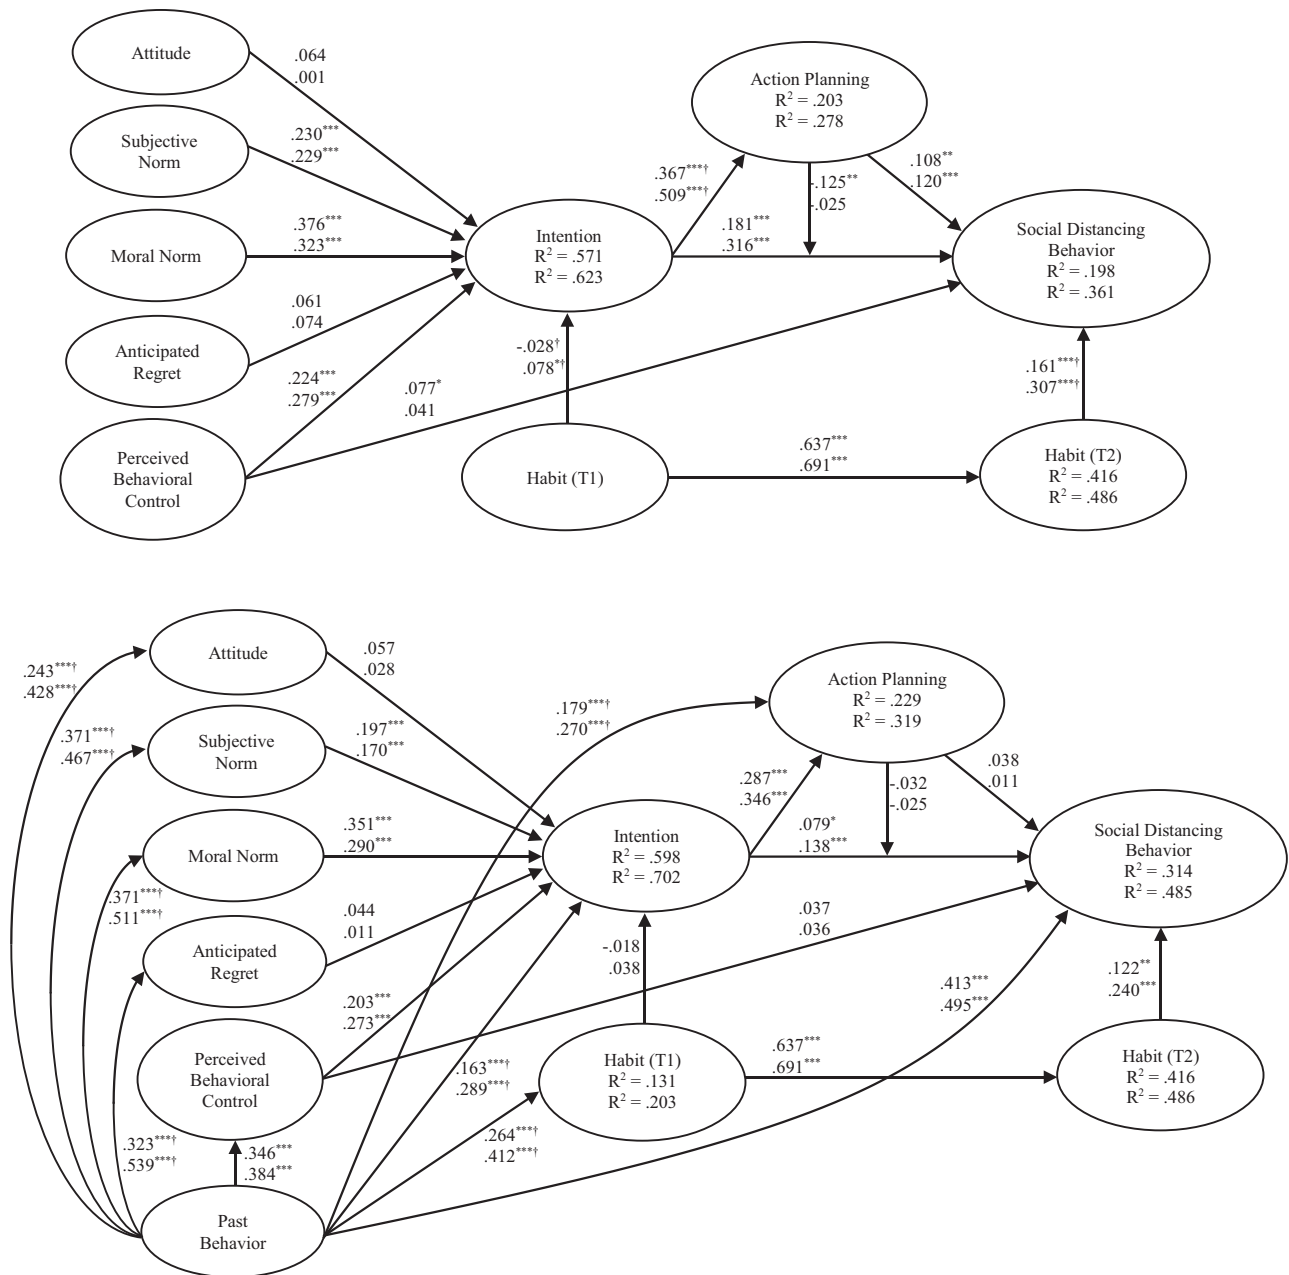 Attitude
.064
.001
Subjective
Norm
.230***
.229***
Moral Norm
.376***
.323***
Anticipated
Regret
.061
.074
Perceived
Behavioral
Control
.224***
.279***
.077*
.041
Intention
R² = .571
R² = .623
-.028†
.078*†
Habit (T1)
.367***†
.509***†
Action Planning
R² = .203
R² = .278
-.125**
-.025
.108**
.120***
.181***
.316***
Social Distancing
Behavior
R² = .198
R² = .361
.161***†
.307***†
.637***
.691***
Habit (T2)
R² = .416
R² = .486
.243***†
.428***†
Attitude
.057
.028
.371***†
.467***†
Subjective
Norm
.197***
.170***
Moral Norm
.351***
.290***
.371***†
.511***†
Anticipated
Regret
.044
.011
Perceived
Behavioral
Control
.203***
.273***
.323***†
.539***†
.346***
.384***
Past
Behavior
.179***†
.270***†
Action Planning
R² = .229
R² = .319
.287***
.346***
-.032
-.025
.038
.011
Intention
R² = .598
R² = .702
.079*
.138***
Social Distancing
Behavior
R² = .314
R² = .485
.037
.036
-.018
.038
.413***
.495***
.122**
.240***
.163***†
.289***†
Habit (T1)
R² = .131
R² = .203
.264***†
.412***†
.637***
.691***
Habit (T2)
R² = .416
R² = .486